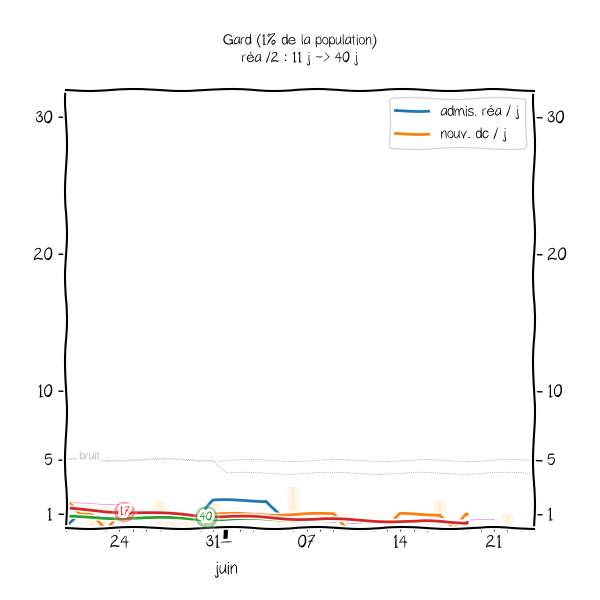 Gard (1% de la population)
réa /2 : 11 j -> 40 j
admis. réa / j
nouv. dc / j
30
30
20
20
10
10
5
bruit
5
17
40
1
1
24
31
07
14
21
juin